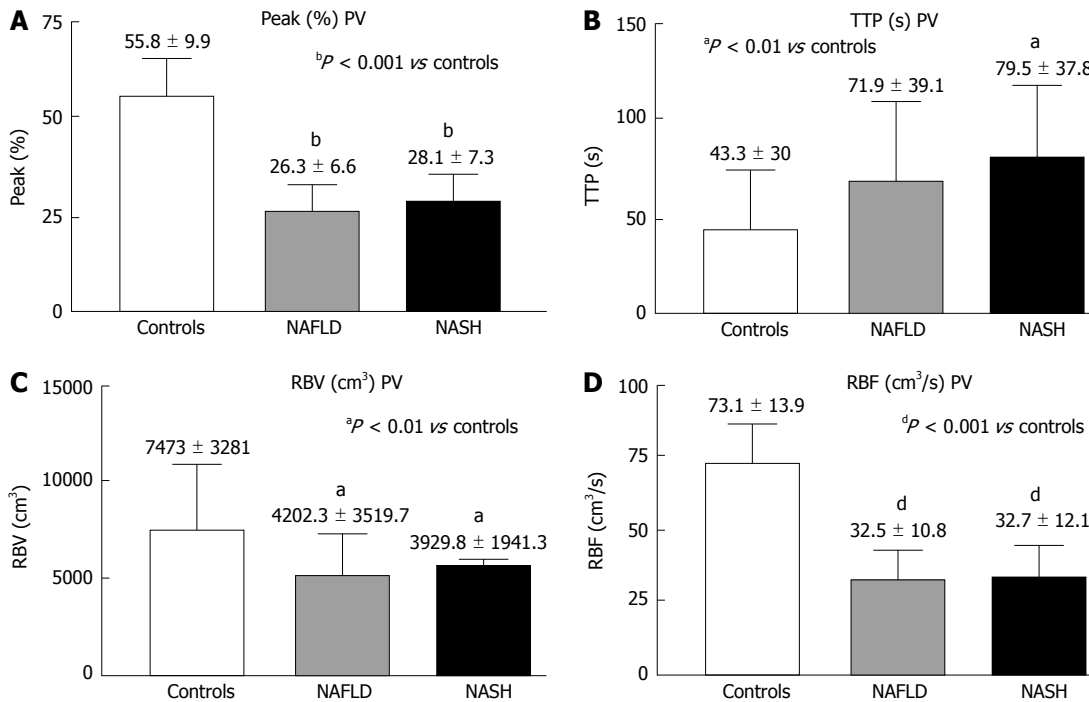 A
Peak (%) PV
75
50
25
0
Peak (%)
55.8 ± 9.9
ᵇP < 0.001 vs controls
b
26.3 ± 6.6
b
28.1 ± 7.3
Controls
NAFLD
NASH
B
TTP (s) PV
150
100
50
0
TTP (s)
ᵃP < 0.01 vs controls
43.3 ± 30
71.9 ± 39.1
a
79.5 ± 37.8
Controls
NAFLD
NASH
C
RBV (cm³) PV
15000
10000
5000
0
RBV (cm³)
ᵃP < 0.01 vs controls
7473 ± 3281
a
4202.3 ± 3519.7
a
3929.8 ± 1941.3
Controls
NAFLD
NASH
D
RBF (cm³/s) PV
100
75
50
25
0
RBF (cm³/s)
73.1 ± 13.9
ᵈP < 0.001 vs controls
d
32.5 ± 10.8
d
32.7 ± 12.1
Controls
NAFLD
NASH